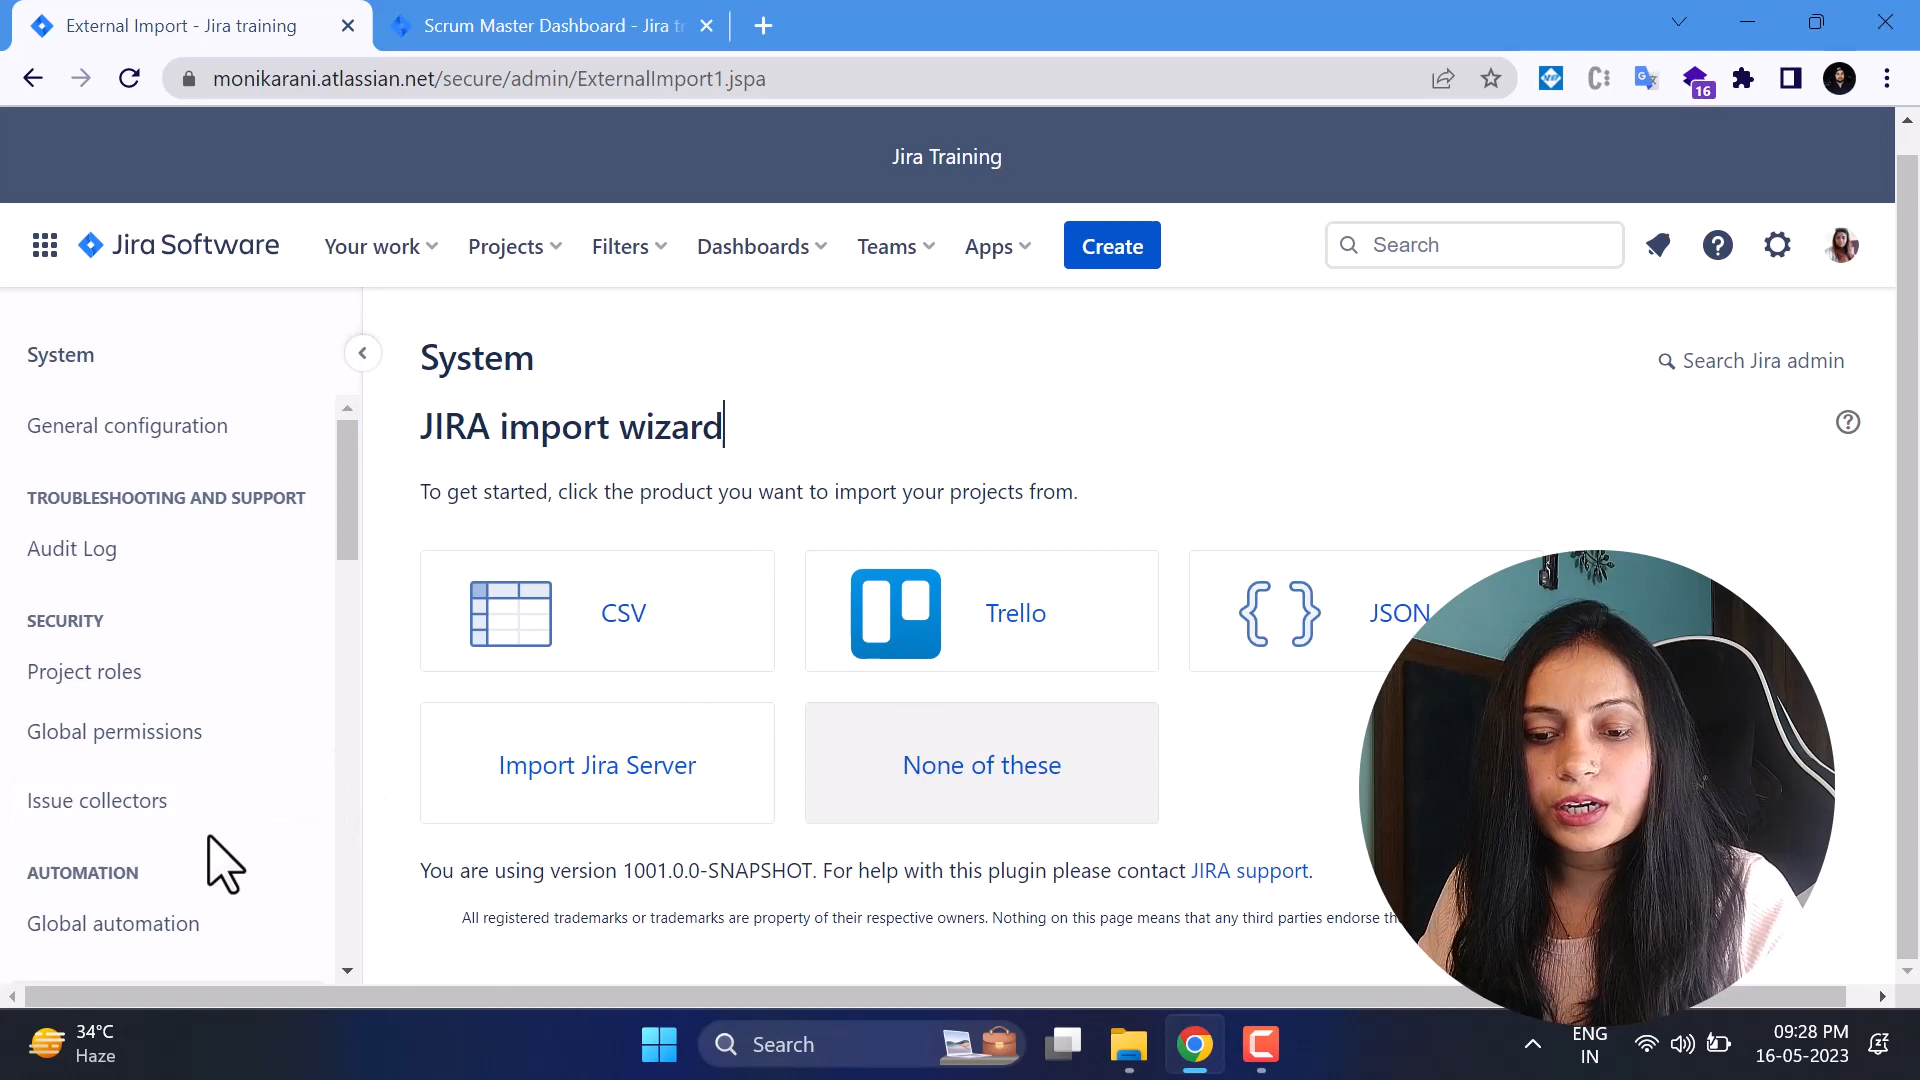 External Import - Jira training
Scrum Master Dashboard - Jira tr
monikarani.atlassian.net/secure/admin/ExternalImport1.jspa
16
Jira Training
Jira Software
Your work
Projects
Filters
Dashboards
Teams
Apps
Create
Search
System
General configuration
TROUBLESHOOTING AND SUPPORT
Audit Log
SECURITY
Project roles
Global permissions
Issue collectors
AUTOMATION
Global automation
System
Search Jira admin
JIRA import wizard
To get started, click the product you want to import your projects from.
CSV
Trello
JSON
Import Jira Server
None of these
You are using version 1001.0.0-SNAPSHOT. For help with this plugin please contact JIRA support.
All registered trademarks or trademarks are property of their respective owners. Nothing on this page means that any third parties endorse
34°C
Haze
Search
ENG
IN
09:28 PM
16-05-2023